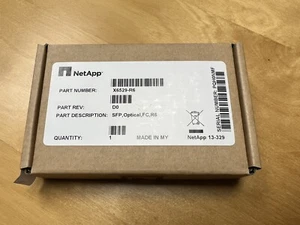 NetApp
PART NUMBER: X6529-R6
PART REV: D0
PART DESCRIPTION: SFP,Optical,FC,R6
QUANTITY: 1 MADE IN MY NetApp 13-329